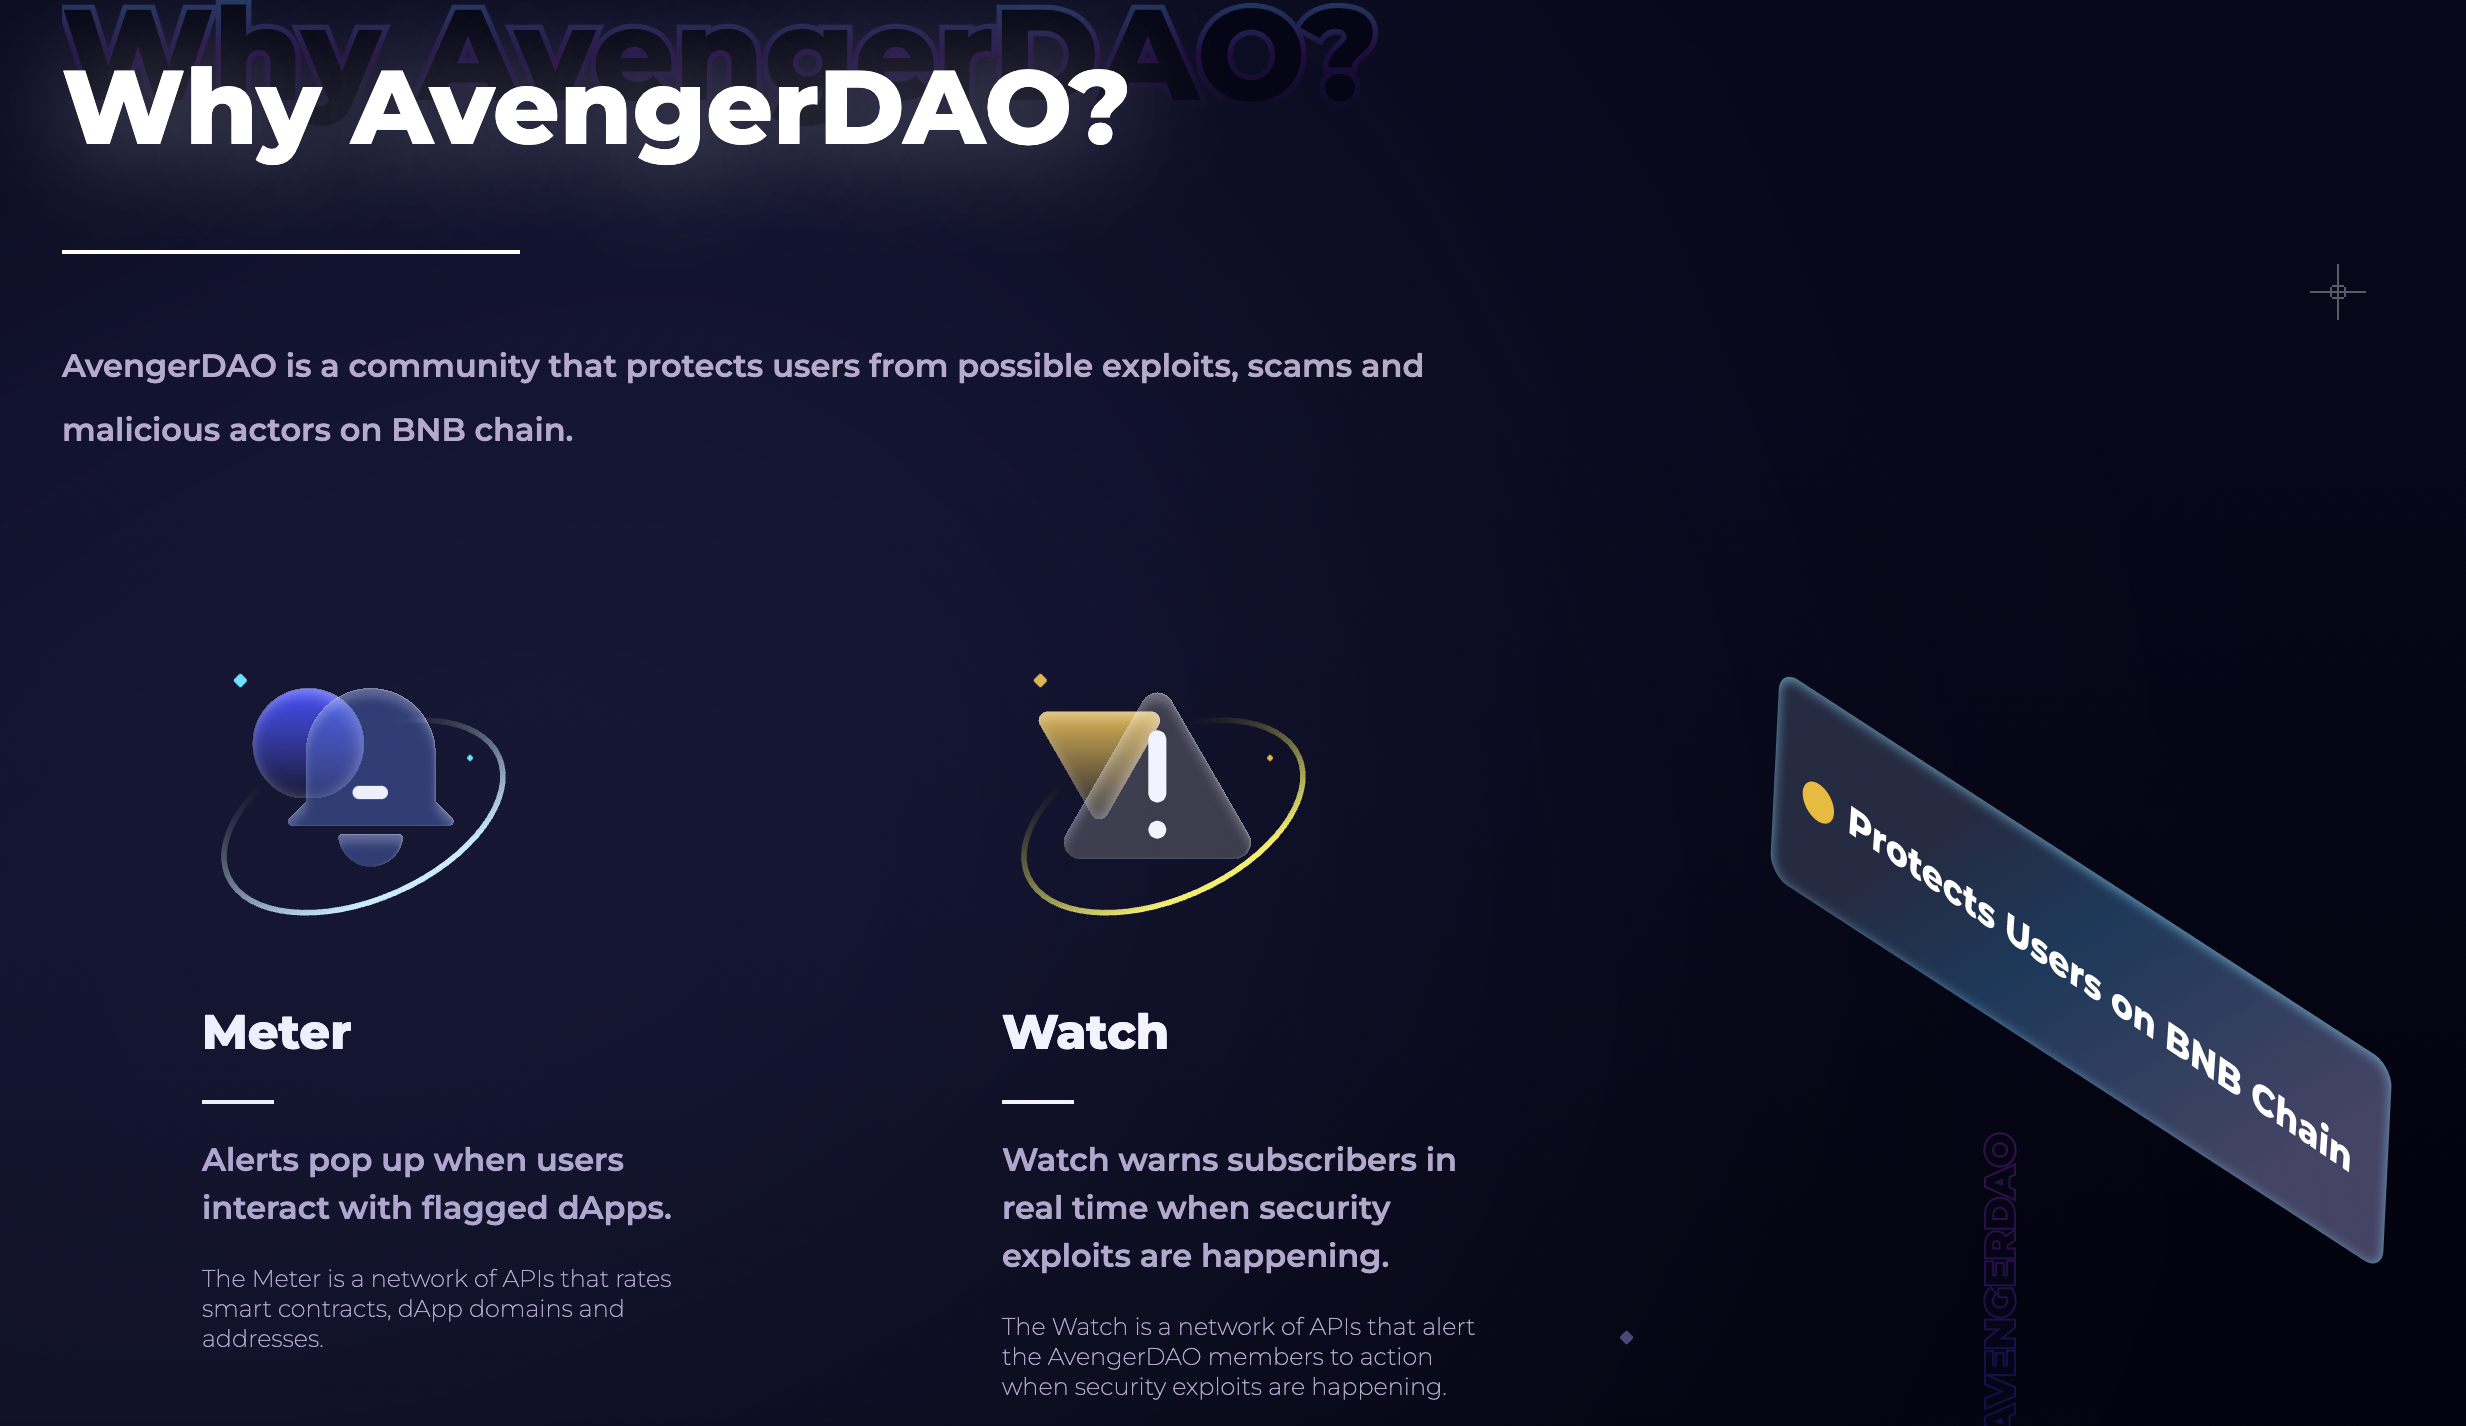 Why AvengerDAO?
Why AvengerDAO?
AvengerDAO is a community that protects users from possible exploits, scams and
malicious actors on BNB chain.
Meter
Alerts pop up when users
interact with flagged dApps.
The Meter is a network of APIs that rates
smart contracts, dApp domains and
addresses.
Watch
Watch warns subscribers in
real time when security
exploits are happening.
The Watch is a network of APIs that alert
the AvengerDAO members to action
when security exploits are happening.
Protects Users on BNB Chain
AVENGERDAO